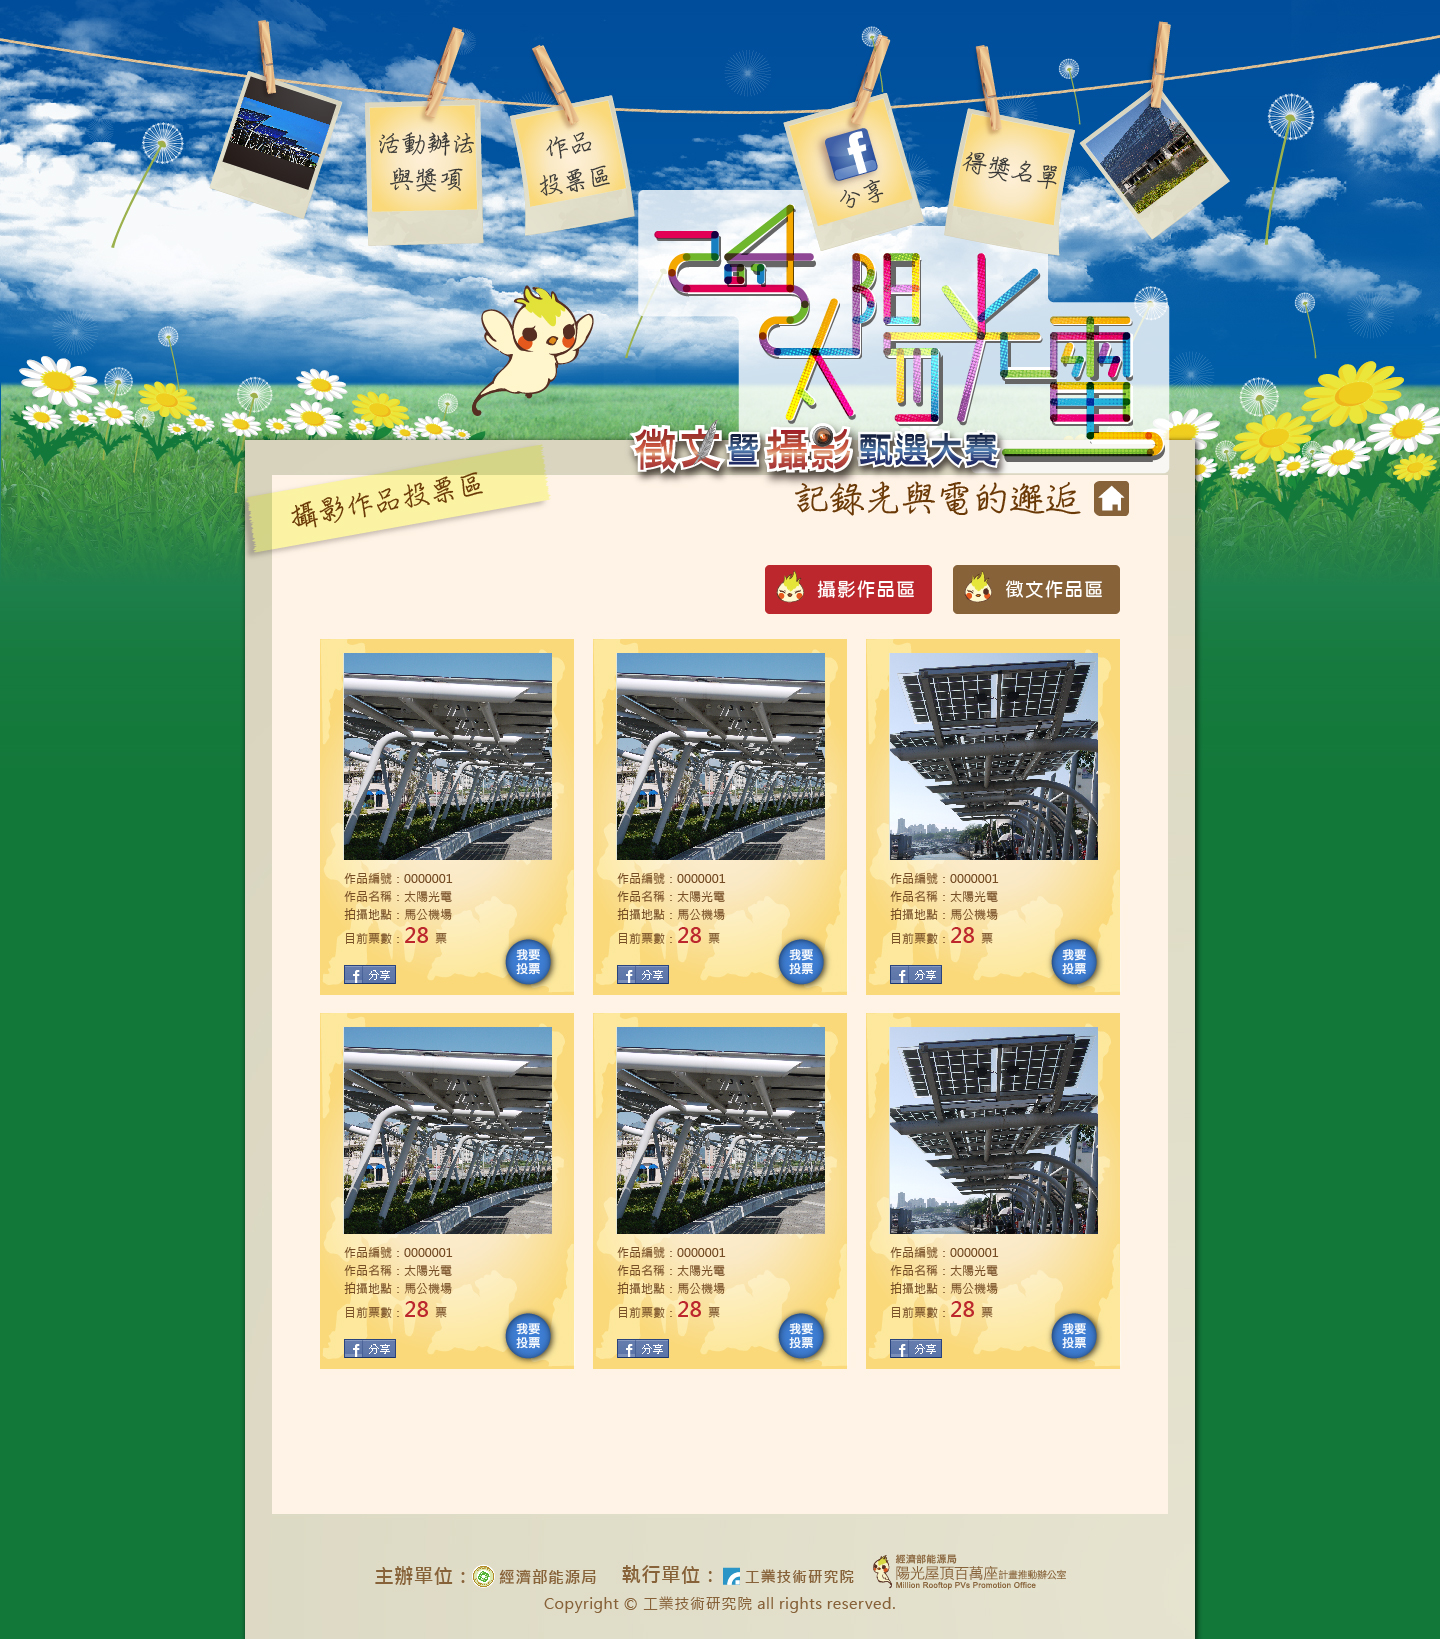 活動辦法
與獎項
作品
投票區
分享
得獎名單
太陽光電
徵文暨攝影甄選大賽
攝影作品投票區
記錄光與電的邂逅
攝影作品區
徵文作品區
作品編號：0000001
作品名稱：太陽光電
拍攝地點：馬公機場
目前票數：28 票
我要
投票
分享
作品編號：0000001
作品名稱：太陽光電
拍攝地點：馬公機場
目前票數：28 票
我要
投票
分享
作品編號：0000001
作品名稱：太陽光電
拍攝地點：馬公機場
目前票數：28 票
我要
投票
分享
作品編號：0000001
作品名稱：太陽光電
拍攝地點：馬公機場
目前票數：28 票
我要
投票
分享
作品編號：0000001
作品名稱：太陽光電
拍攝地點：馬公機場
目前票數：28 票
我要
投票
分享
作品編號：0000001
作品名稱：太陽光電
拍攝地點：馬公機場
目前票數：28 票
我要
投票
分享
主辦單位：經濟部能源局 執行單位：工業技術研究院
經濟部能源局
陽光屋頂百萬座計畫推動辦公室
Million Rooftop PVs Promotion Office
Copyright © 工業技術研究院 all rights reserved.